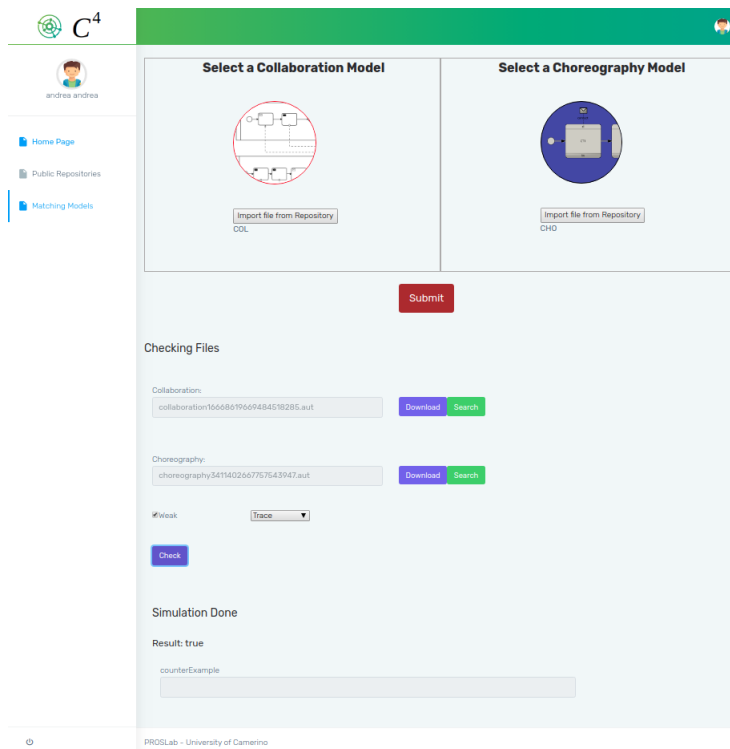 C4
andrea andrea
Home Page
Public Repositories
Matching Models
Select a Collaboration Model
Select a Choreography Model
Import file from Repository
COL
Import file from Repository
CHO
Submit
Checking Files
Collaboration:
collaboration16668619669484518285.aut
Download
Search
Choreography:
choreography3411402667757543947.aut
Download
Search
Weak
Trace
Check
Simulation Done
Result: true
counterExample
PROSLab - University of Camerino